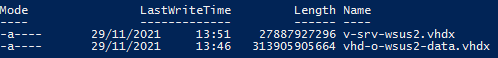 Mode LastWriteTime Length Name
---- ------------- ------ ----
-a---- 29/11/2021 13:51 27887927296 v-srv-wsus2.vhdx
-a---- 29/11/2021 13:46 313905905664 vhd-o-wsus2-data.vhdx